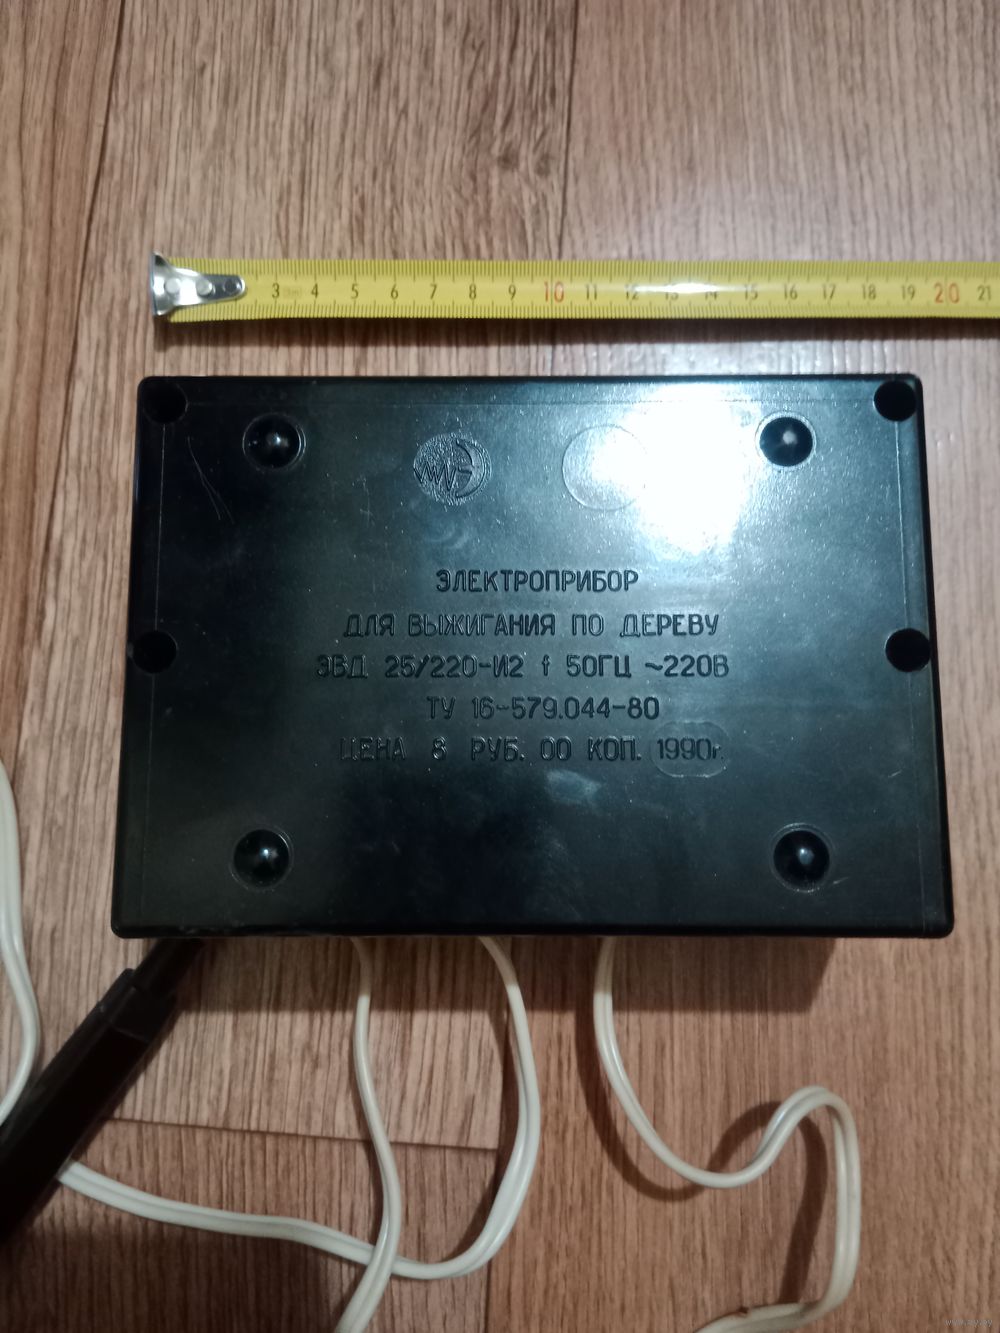 3 4 5 6 7 8 9 10 11 12 13 14 15 16 17 18 19 20 21
ЭЛЕКТРОПРИБОР
ДЛЯ ВЫЖИГАНИЯ ПО ДЕРЕВУ
ЭВД 25/220-И2 f 50ГЦ ~220В
ТУ 16-579.044-80
ЦЕНА 8 РУБ. 00 КОП. 1990г.